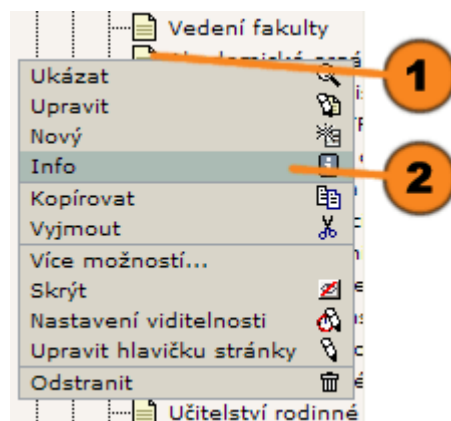 Vedení fakulty
1
Ukázat
Upravit
Nový
Info
2
Kopírovat
Vyjmout
Více možností...
Skrýt
Nastavení viditelnosti
Upravit hlavičku stránky
Odstranit
Učitelství rodinné